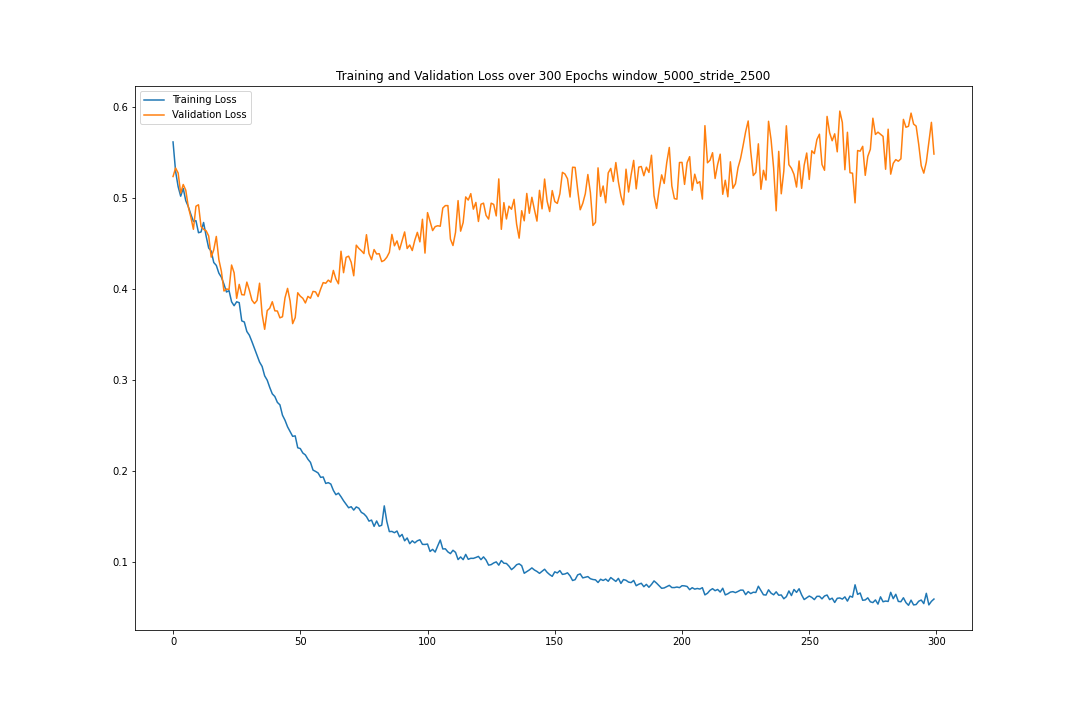 Training and Validation Loss over 300 Epochs window_5000_stride_2500
Training Loss
Validation Loss
0.6
0.5
0.4
0.3
0.2
0.1
0 50 100 150 200 250 300